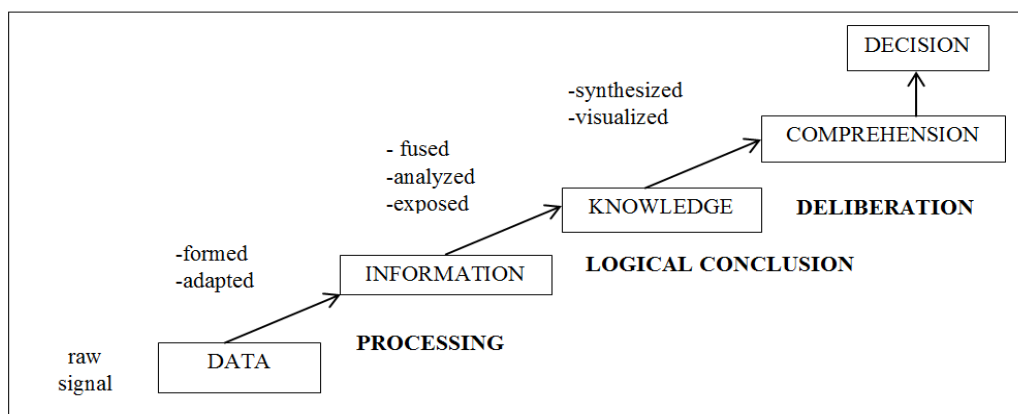 DECISION
-synthesized
-visualized
COMPREHENSION
- fused
-analyzed
-exposed
KNOWLEDGE
DELIBERATION
-formed
-adapted
INFORMATION
LOGICAL CONCLUSION
PROCESSING
raw
signal
DATA